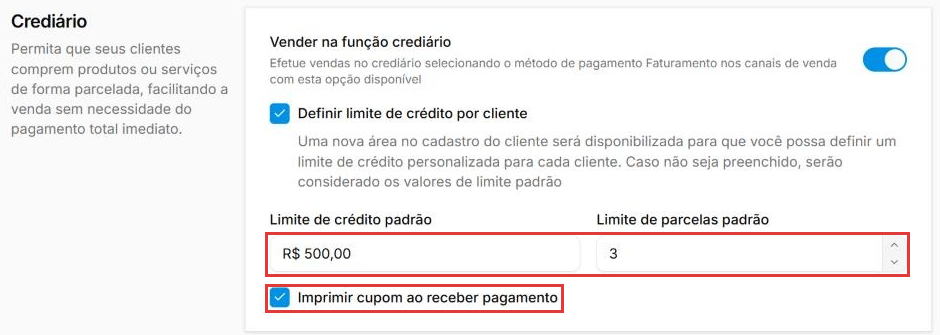 Crediário
Permita que seus clientes
comprem produtos ou serviços
de forma parcelada, facilitando a
venda sem necessidade do
pagamento total imediato.
Vender na função crediário
Efetue vendas no crediário selecionando o método de pagamento Faturamento nos canais de venda
com esta opção disponível
Definir limite de crédito por cliente
Uma nova área no cadastro do cliente será disponibilizada para que você possa definir um
limite de crédito personalizada para cada cliente. Caso não seja preenchido, serão
considerado os valores de limite padrão
Limite de crédito padrão
R$ 500,00
Limite de parcelas padrão
3
Imprimir cupom ao receber pagamento